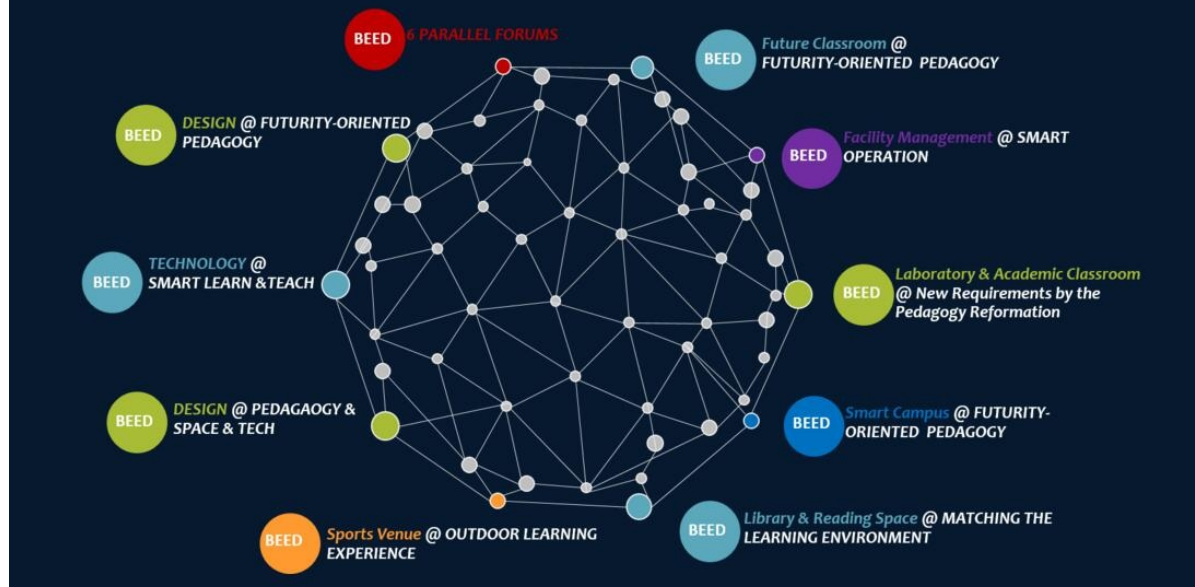 BEED
6 PARALLEL FORUMS
BEED
Future Classroom @
FUTURITY-ORIENTED PEDAGOGY
BEED
DESIGN @ FUTURITY-ORIENTED
PEDAGOGY
BEED
Facility Management @ SMART
OPERATION
BEED
TECHNOLOGY @
SMART LEARN &TEACH
BEED
Laboratory & Academic Classroom
@ New Requirements by the
Pedagogy Reformation
BEED
DESIGN @ PEDAGAOGY &
SPACE & TECH
BEED
Smart Campus @ FUTURITY-
ORIENTED PEDAGOGY
BEED
Sports Venue @ OUTDOOR LEARNING
EXPERIENCE
BEED
Library & Reading Space @ MATCHING THE
LEARNING ENVIRONMENT